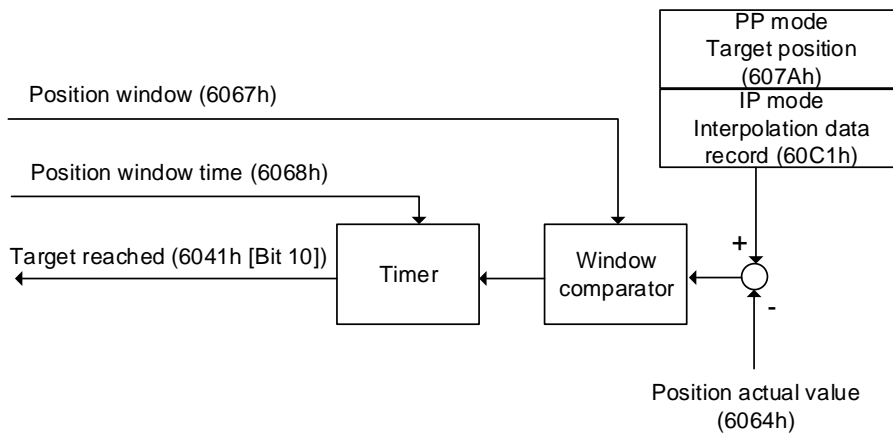 PP mode
Target position
(607Ah)
IP mode
Interpolation data
record (60C1h)
Position window (6067h)
Position window time (6068h)
Target reached (6041h [Bit 10])
Timer
Window
comparator
+
-
Position actual value
(6064h)